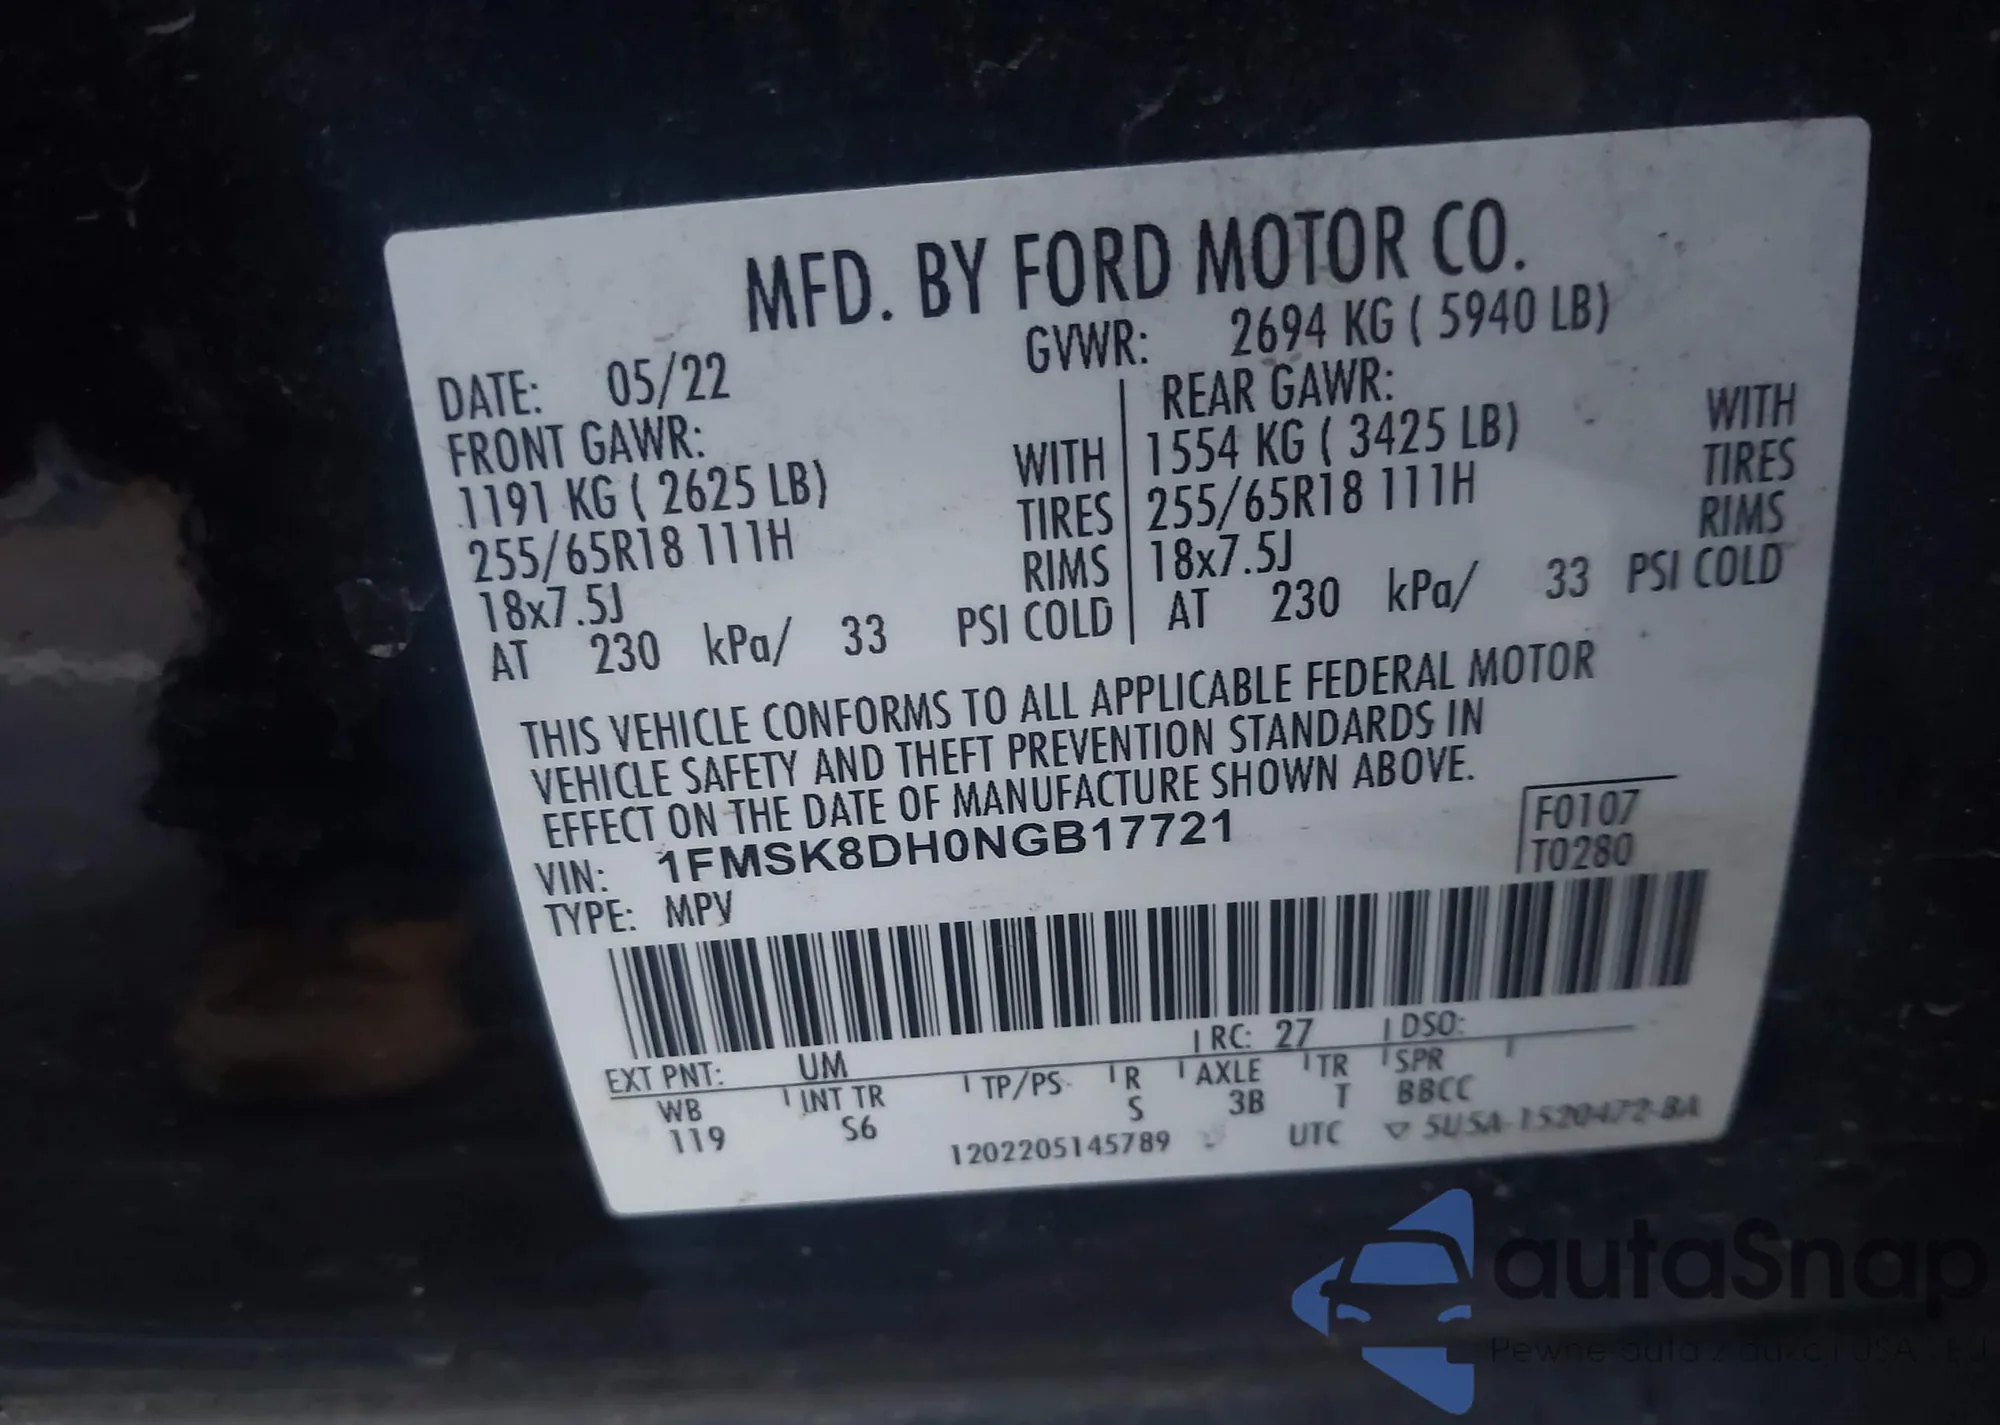 MFD. BY FORD MOTOR CO.
DATE: 05/22 GVWR: 2694 KG ( 5940 LB)
FRONT GAWR: REAR GAWR:
1191 KG ( 2625 LB) WITH 1554 KG ( 3425 LB) WITH
255/65R18 111H TIRES 255/65R18 111H TIRES
18x7.5J RIMS 18x7.5J RIMS
AT 230 kPa/ 33 PSI COLD AT 230 kPa/ 33 PSI COLD
THIS VEHICLE CONFORMS TO ALL APPLICABLE FEDERAL MOTOR
VEHICLE SAFETY AND THEFT PREVENTION STANDARDS IN
EFFECT ON THE DATE OF MANUFACTURE SHOWN ABOVE.
VIN: 1FMSK8DH0NGB17721 F0107
TYPE: MPV T0280
EXT PNT: UM RC: 27 DSO:
WB INT TR TP/PS R AXLE TR SPR
119 S6 S 3B T BBCC
1202205145789 UTC 5U5A-1520472-BA
autaSnap
Pewne auto z